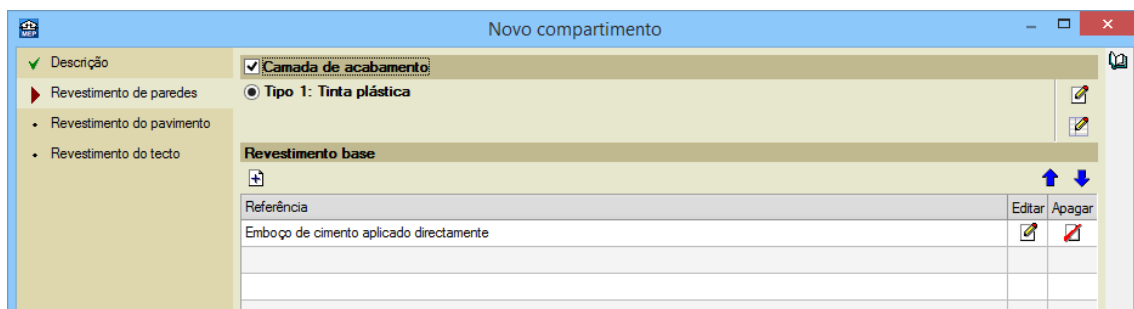 MEP
Novo compartimento
Descrição
Revestimento de paredes
Revestimento do pavimento
Revestimento do tecto
Camada de acabamento
Tipo 1: Tinta plástica
Revestimento base
Referência Editar Apagar
Emboço de cimento aplicado directamente